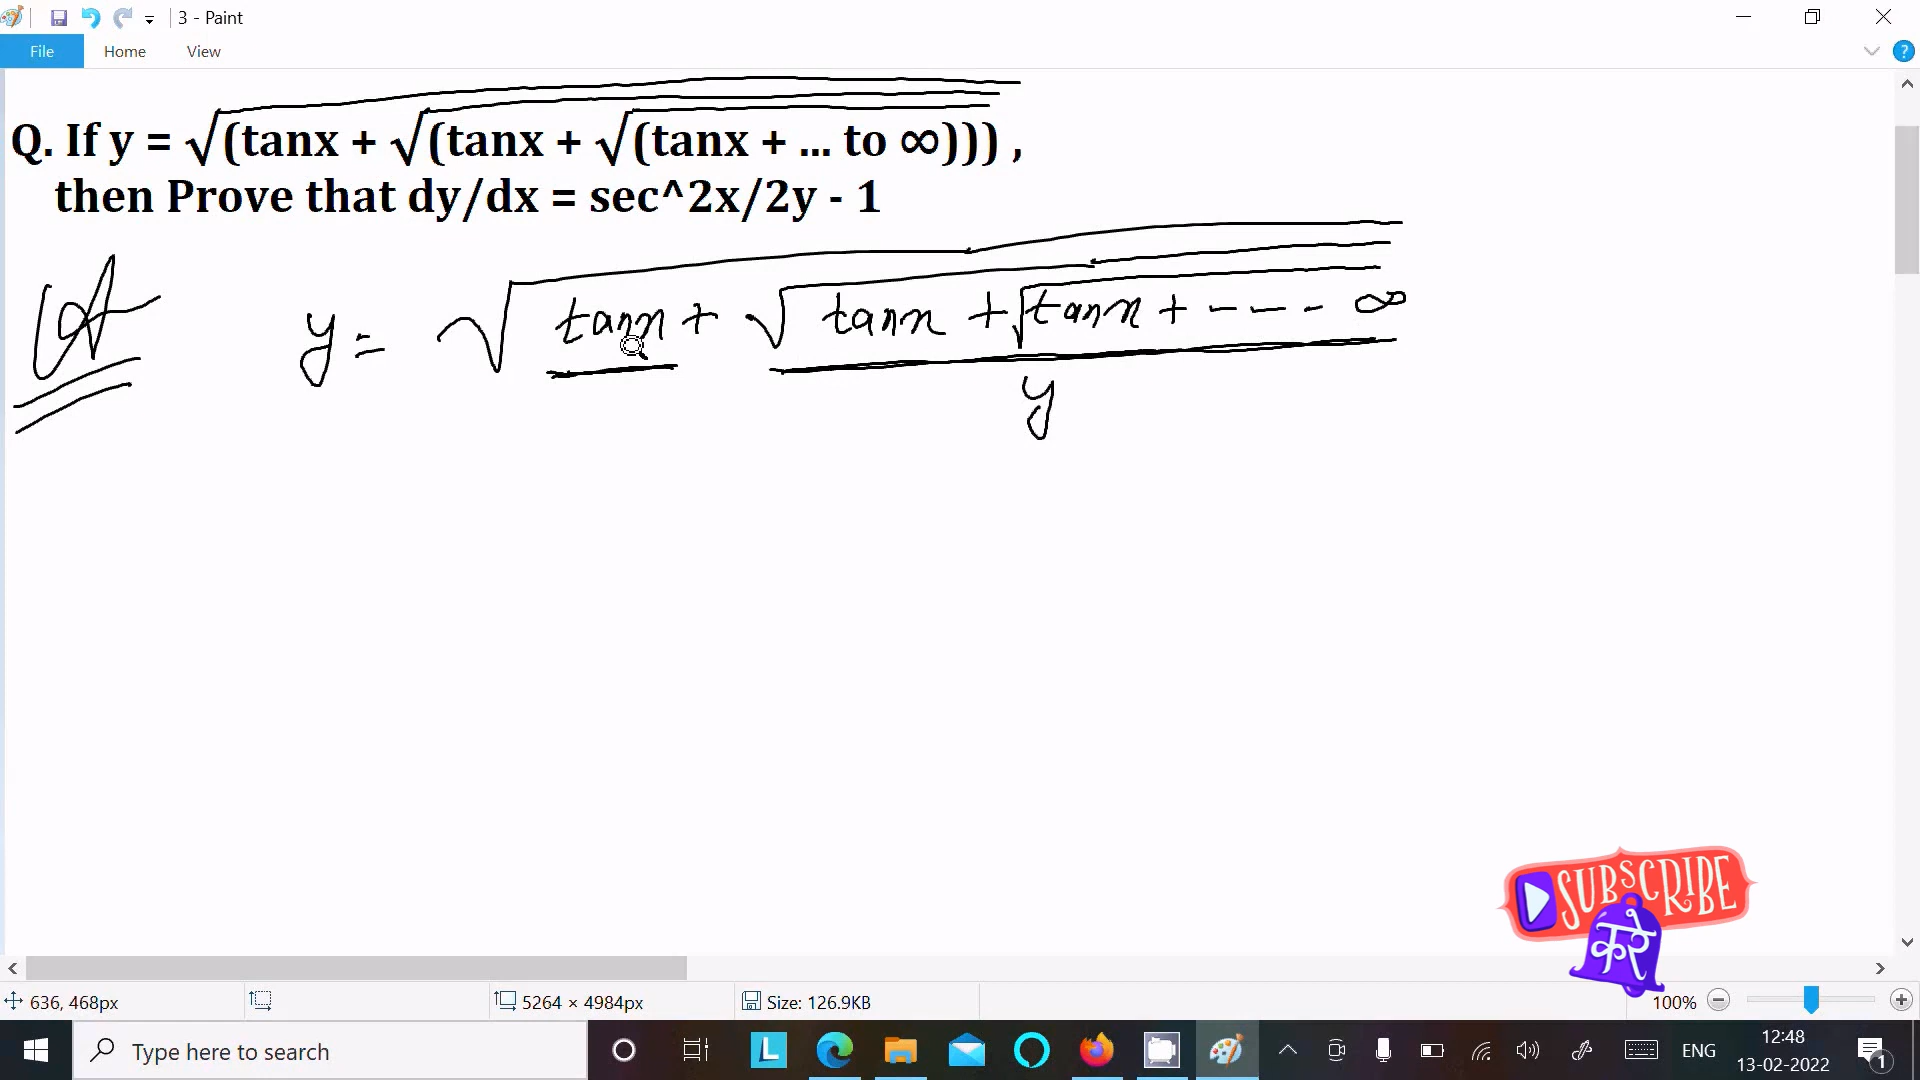 3 - Paint
File Home View
Q. If y = √(tanx + √(tanx + √(tanx + ... to ∞))) ,
then Prove that dy/dx = sec^2x/2y - 1
y = √ tanx + √ tanx + √ tanx + - - - - ∞
y
SUBSCRIBE
करे
636, 468px 5264 × 4984px Size: 126.9KB 100%
Type here to search L ENG 12:48
13-02-2022 1